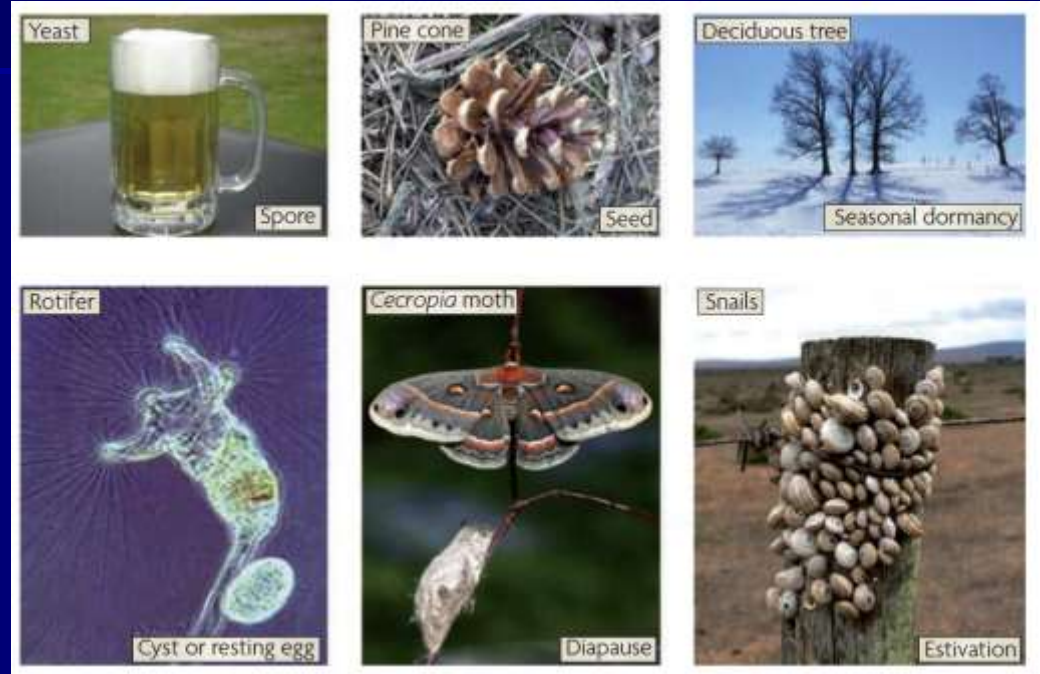 Yeast
Spore
Pine cone
Seed
Deciduous tree
Seasonal dormancy
Rotifer
Cyst or resting egg
Cecropia moth
Diapause
Snails
Estivation